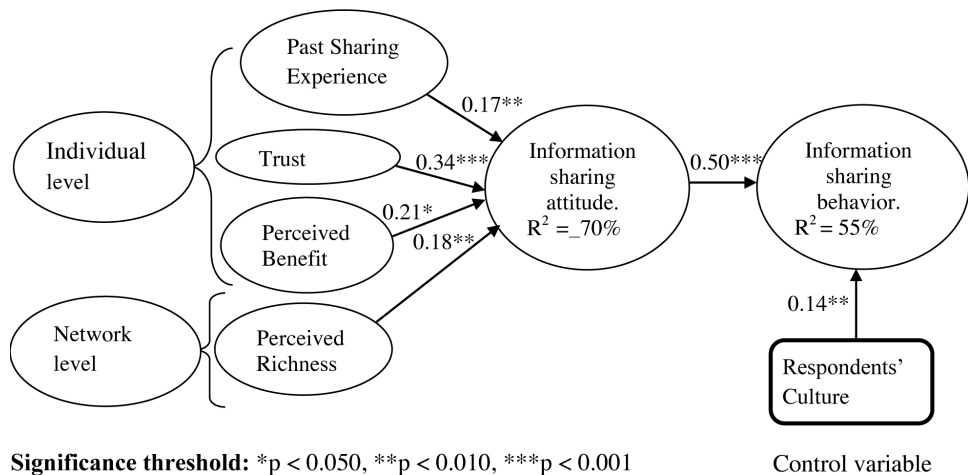 Individual
level
Network
level
Past Sharing
Experience
Trust
Perceived
Benefit
Perceived
Richness
0.17**
0.34***
0.21*
0.18**
Information
sharing
attitude.
R² =_70%
0.50***
Information
sharing
behavior.
R² = 55%
0.14**
Respondents’
Culture
Control variable
Significance threshold: *p < 0.050, **p < 0.010, ***p < 0.001